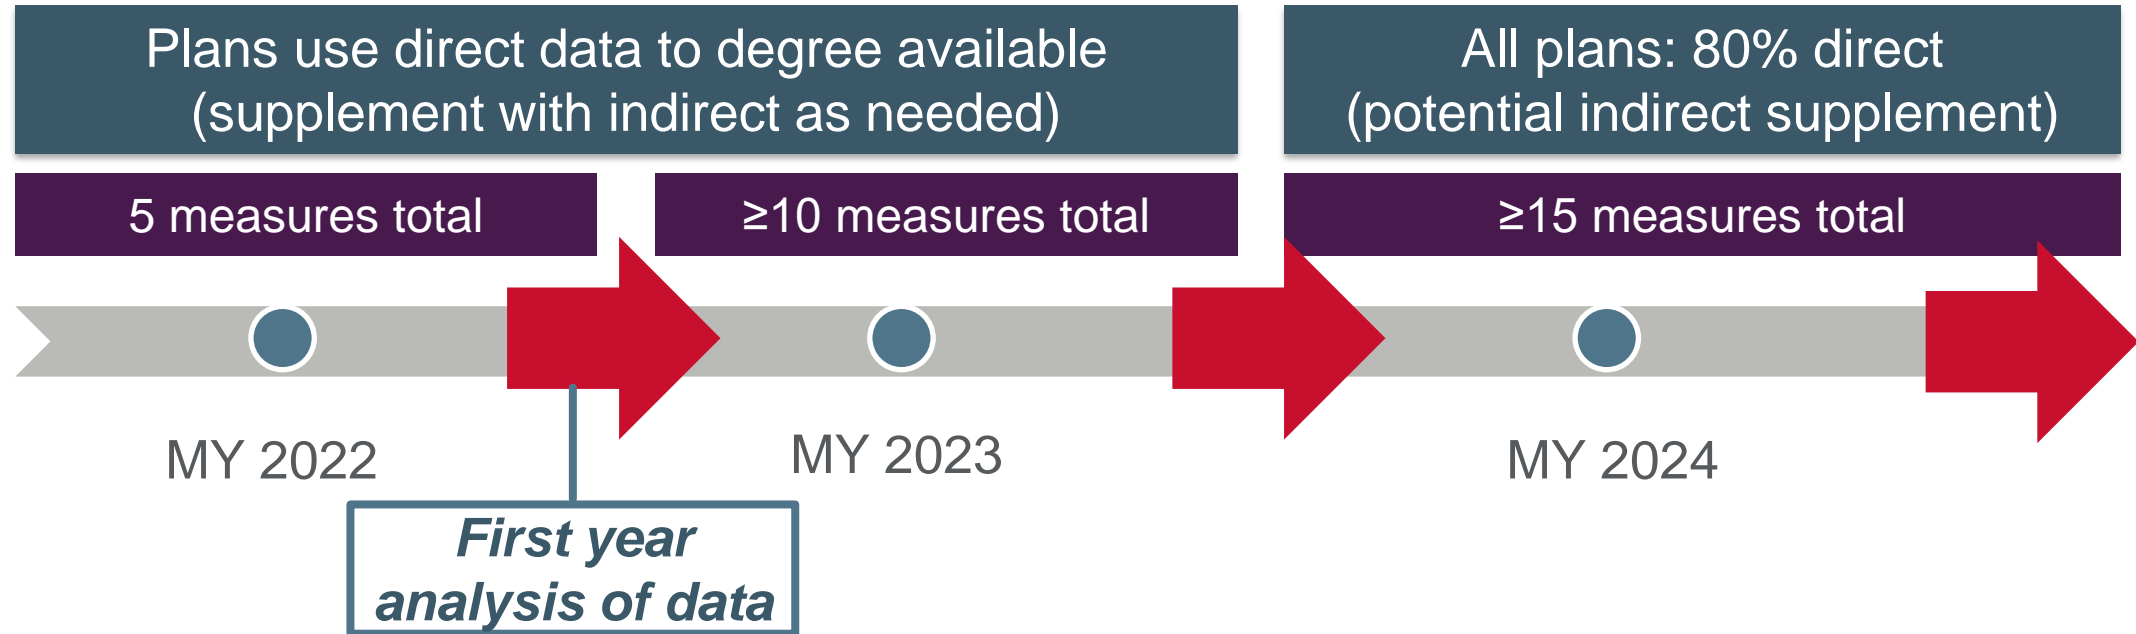 Plans use direct data to degree available
(supplement with indirect as needed)
All plans: 80% direct
(potential indirect supplement)
5 measures total
≥10 measures total
≥15 measures total
MY 2022
MY 2023
MY 2024
First year
analysis of data